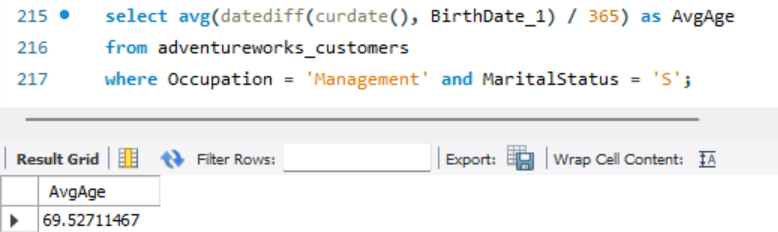 215 select avg(datediff(curdate(), BirthDate_1) / 365) as AvgAge
216 from adventureworks_customers
217 where Occupation = 'Management' and MaritalStatus = 'S';
Result Grid Filter Rows: Export: Wrap Cell Content: IA
AvgAge
69.52711467